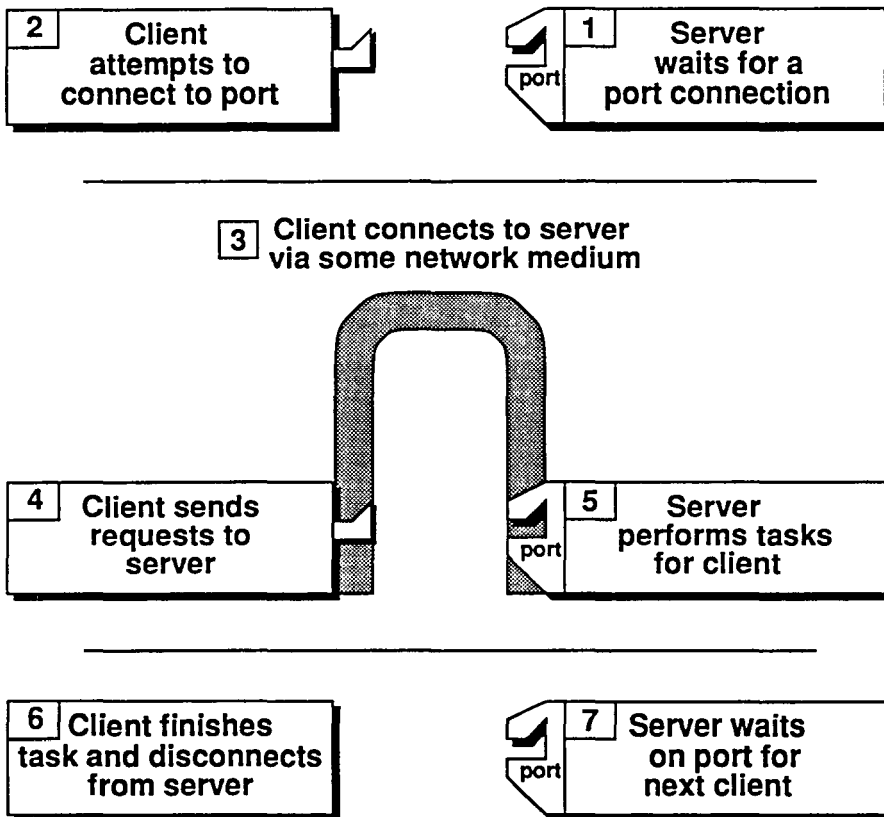 2
Client
attempts to
connect to port
port
1
Server
waits for a
port connection
3
Client connects to server
via some network medium
4
Client sends
requests to
server
port
5
Server
performs tasks
for client
6
Client finishes
task and disconnects
from server
port
7
Server waits
on port for
next client